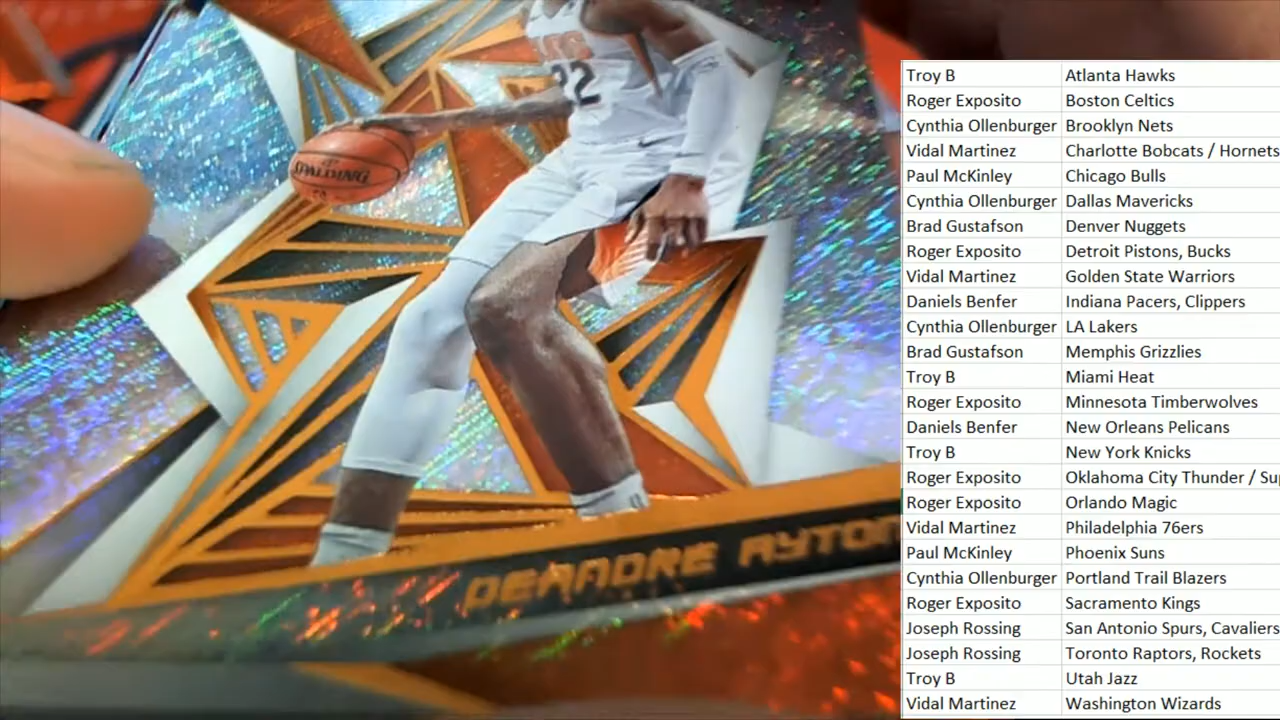 22
SPALDING
DEANDRE AYTON
Troy B Atlanta Hawks
Roger Exposito Boston Celtics
Cynthia Ollenburger Brooklyn Nets
Vidal Martinez Charlotte Bobcats / Hornets
Paul McKinley Chicago Bulls
Cynthia Ollenburger Dallas Mavericks
Brad Gustafson Denver Nuggets
Roger Exposito Detroit Pistons, Bucks
Vidal Martinez Golden State Warriors
Daniels Benfer Indiana Pacers, Clippers
Cynthia Ollenburger LA Lakers
Brad Gustafson Memphis Grizzlies
Troy B Miami Heat
Roger Exposito Minnesota Timberwolves
Daniels Benfer New Orleans Pelicans
Troy B New York Knicks
Roger Exposito Oklahoma City Thunder / Su
Roger Exposito Orlando Magic
Vidal Martinez Philadelphia 76ers
Paul McKinley Phoenix Suns
Cynthia Ollenburger Portland Trail Blazers
Roger Exposito Sacramento Kings
Joseph Rossing San Antonio Spurs, Cavaliers
Joseph Rossing Toronto Raptors, Rockets
Troy B Utah Jazz
Vidal Martinez Washington Wizards